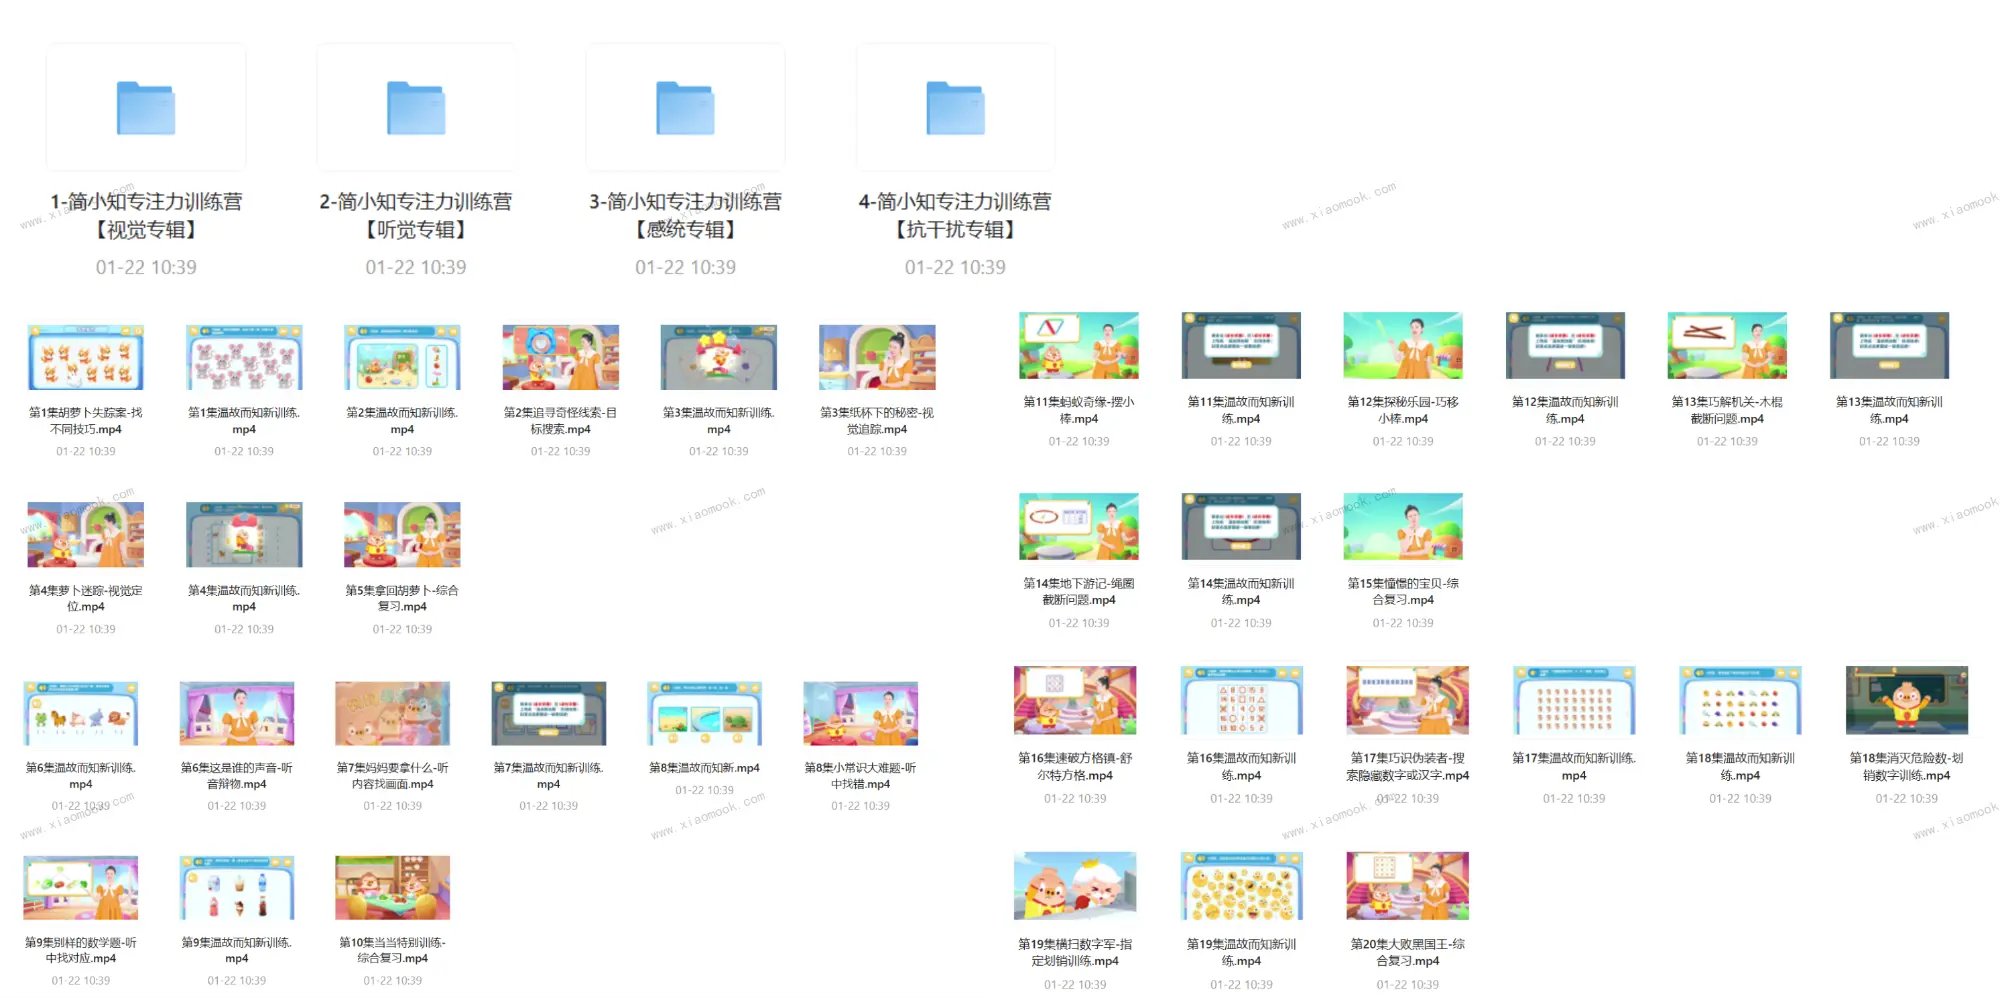 1-简小知专注力训练营
【视觉专辑】
01-22 10:39
2-简小知专注力训练营
【听觉专辑】
01-22 10:39
3-简小知专注力训练营
【感统专辑】
01-22 10:39
4-简小知专注力训练营
【抗干扰专辑】
01-22 10:39
第1集胡萝卜失踪案-找
不同技巧.mp4
01-22 10:39
第1集温故而知新训练.
mp4
01-22 10:39
第2集温故而知新训练.
mp4
01-22 10:39
第2集追寻奇怪线索-目
标搜索.mp4
01-22 10:39
第3集温故而知新训练.
mp4
01-22 10:39
第3集纸杯下的秘密-视
觉追踪.mp4
01-22 10:39
第4集萝卜迷踪-视觉定
位.mp4
01-22 10:39
第4集温故而知新训练.
mp4
01-22 10:39
第5集拿回胡萝卜-综合
复习.mp4
01-22 10:39
第6集温故而知新训练.
mp4
01-22 10:39
第6集这是谁的声音-听
音辩物.mp4
01-22 10:39
第7集妈妈要拿什么-听
内容找画面.mp4
01-22 10:39
第7集温故而知新训练.
mp4
01-22 10:39
第8集温故而知新.mp4
01-22 10:39
第8集小常识大难题-听
中找错.mp4
01-22 10:39
第9集别样的数学题-听
中找对应.mp4
01-22 10:39
第9集温故而知新训练.
mp4
01-22 10:39
第10集当当特别训练-
综合复习.mp4
01-22 10:39
第11集蚂蚁奇缘-摆小
棒.mp4
01-22 10:39
第11集温故而知新训
练.mp4
01-22 10:39
第12集探秘乐园-巧移
小棒.mp4
01-22 10:39
第12集温故而知新训
练.mp4
01-22 10:39
第13集巧解机关-木棍
截断问题.mp4
01-22 10:39
第13集温故而知新训
练.mp4
01-22 10:39
第14集地下游记-绳圈
截断问题.mp4
01-22 10:39
第14集温故而知新训
练.mp4
01-22 10:39
第15集憧憬的宝贝-综
合复习.mp4
01-22 10:39
第16集速破方格镇-舒
尔特方格.mp4
01-22 10:39
第16集温故而知新训
练.mp4
01-22 10:39
第17集巧识伪装者-搜
索隐藏数字或汉字.mp4
01-22 10:39
第17集温故而知新训练.
mp4
01-22 10:39
第18集温故而知新训
练.mp4
01-22 10:39
第18集消灭危险数-划
销数字训练.mp4
01-22 10:39
第19集横扫数字军-指
定划销训练.mp4
01-22 10:39
第19集温故而知新训
练.mp4
01-22 10:39
第20集大败黑国王-综
合复习.mp4
01-22 10:39
www.xiaomook.com
www.xiaomook.com
www.xiaomook.com
www.xiaomook.com
www.xiaomook.com
www.xiaomook.com
www.xiaomook.com
www.xiaomook.com
www.xiaomook.com
www.xiaomook.com
www.xiaomook.com
www.xiaomook.com